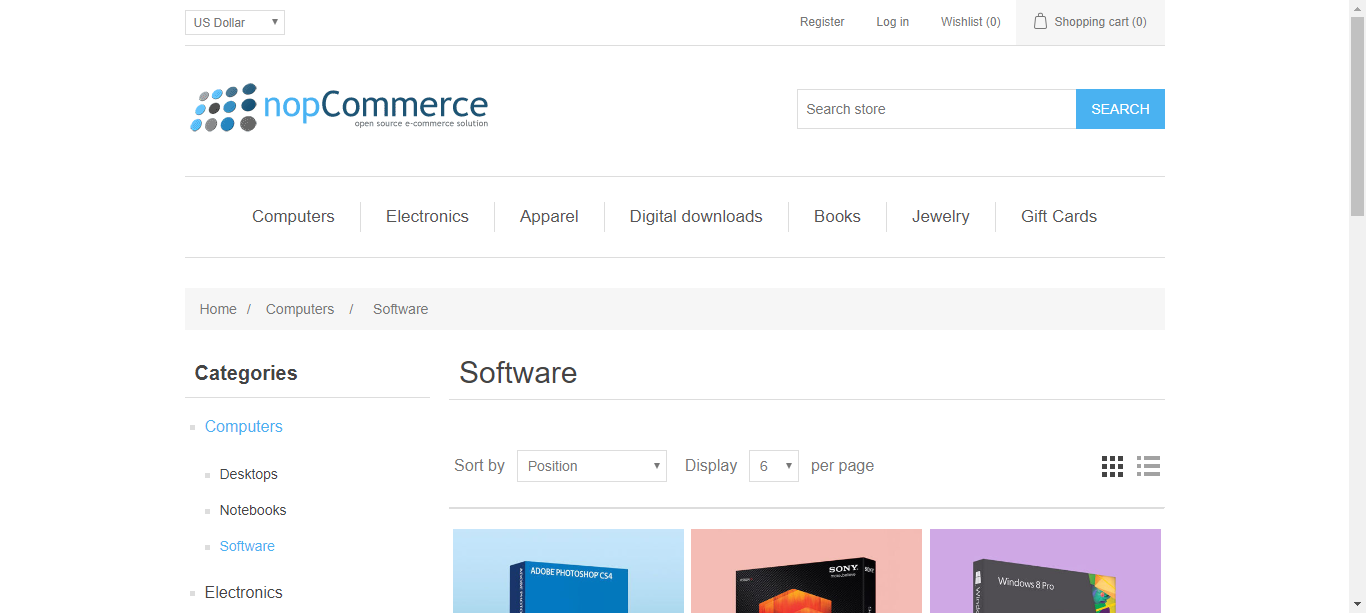 US Dollar
Register Log in Wishlist (0) Shopping cart (0)
nopCommerce
open source e-commerce solution
Search store SEARCH
Computers Electronics Apparel Digital downloads Books Jewelry Gift Cards
Home / Computers / Software
Categories
Software
Computers
Sort by Position Display 6 per page
Desktops
Notebooks
Software
Electronics
ADOBE PHOTOSHOP CS4
SONY
SONY
Windows 8 Pro